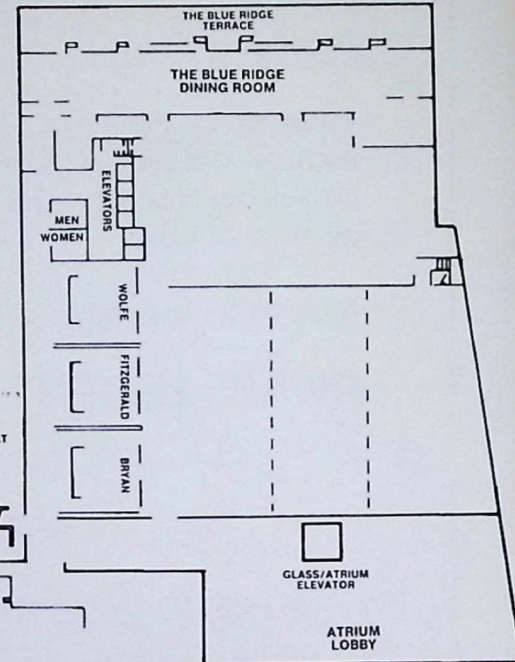 THE BLUE RIDGE
TERRACE
THE BLUE RIDGE
DINING ROOM
ELEVATORS
MEN
WOMEN
WOLFE
FITZGERALD
BRYAN
GLASS/ATRIUM
ELEVATOR
ATRIUM
LOBBY